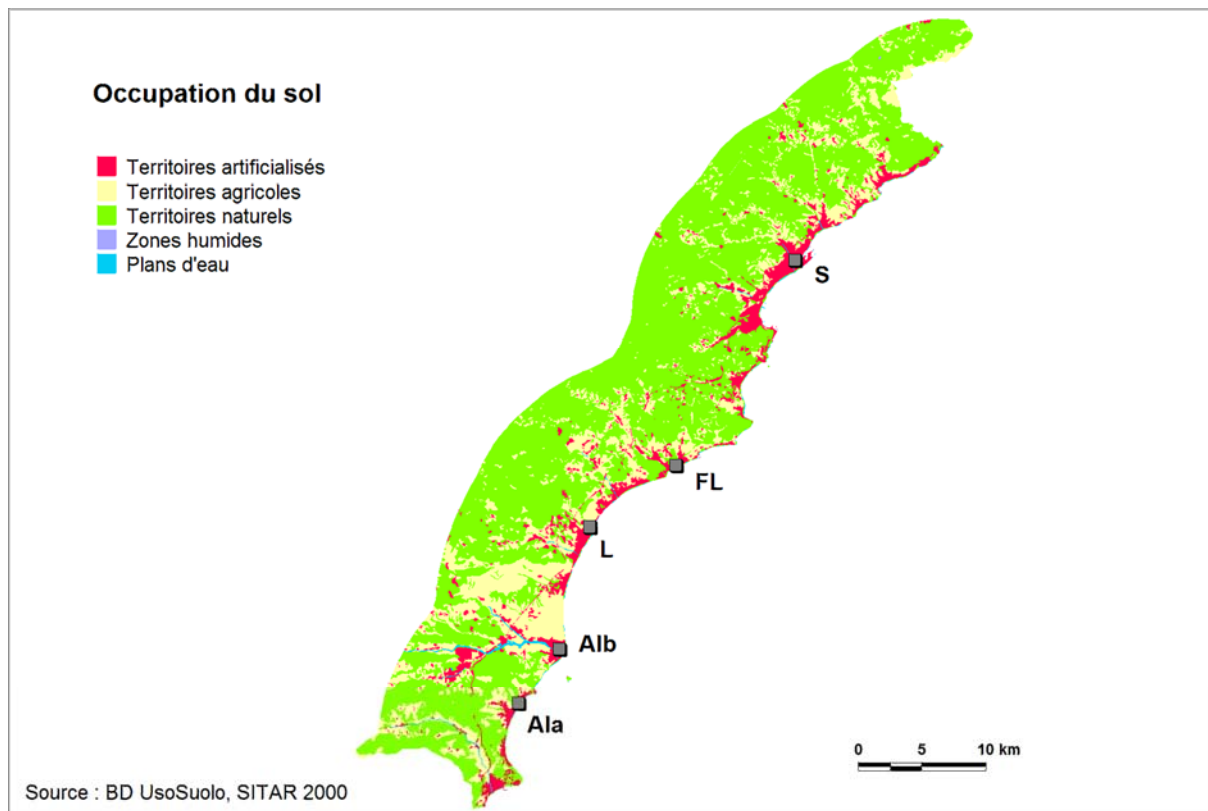 Occupation du sol
Territoires artificialisés
Territoires agricoles
Territoires naturels
Zones humides
Plans d'eau
S
FL
L
Alb
Ala
0 5 10 km
Source : BD UsoSuolo, SITAR 2000